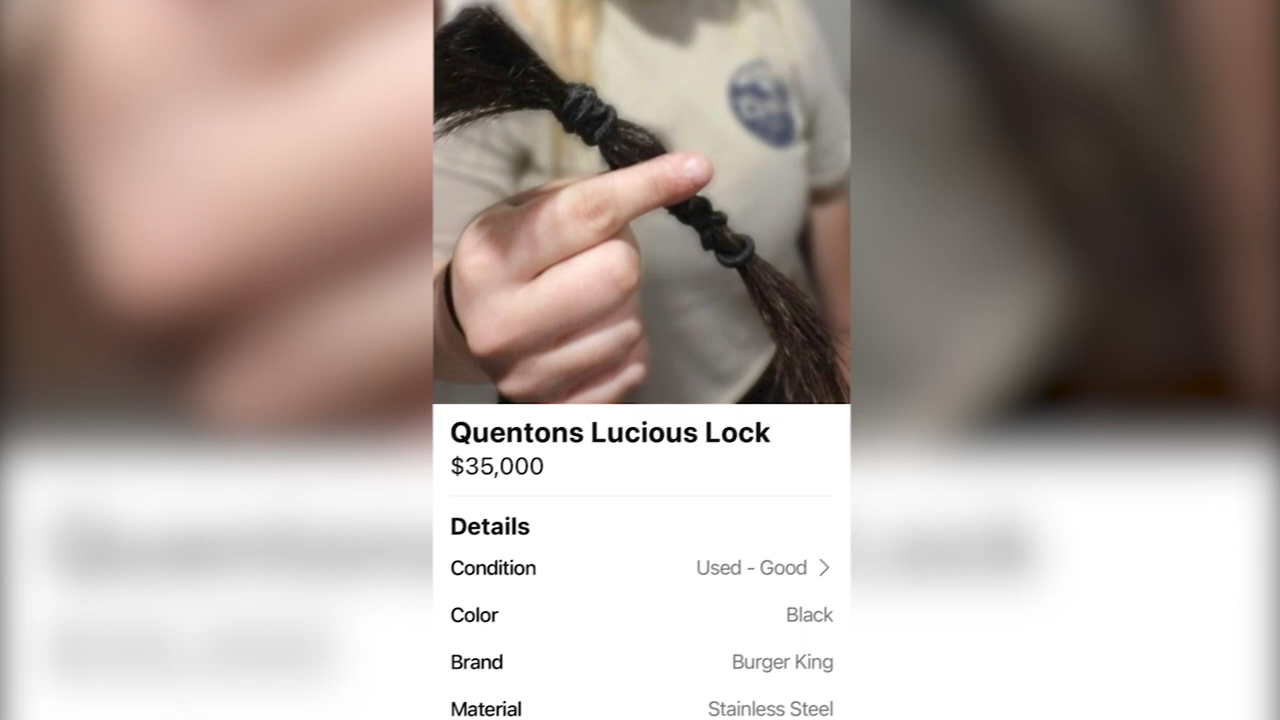 Quentons Lucious Lock
$35,000
Details
Condition Used - Good
Color Black
Brand Burger King
Material Stainless Steel